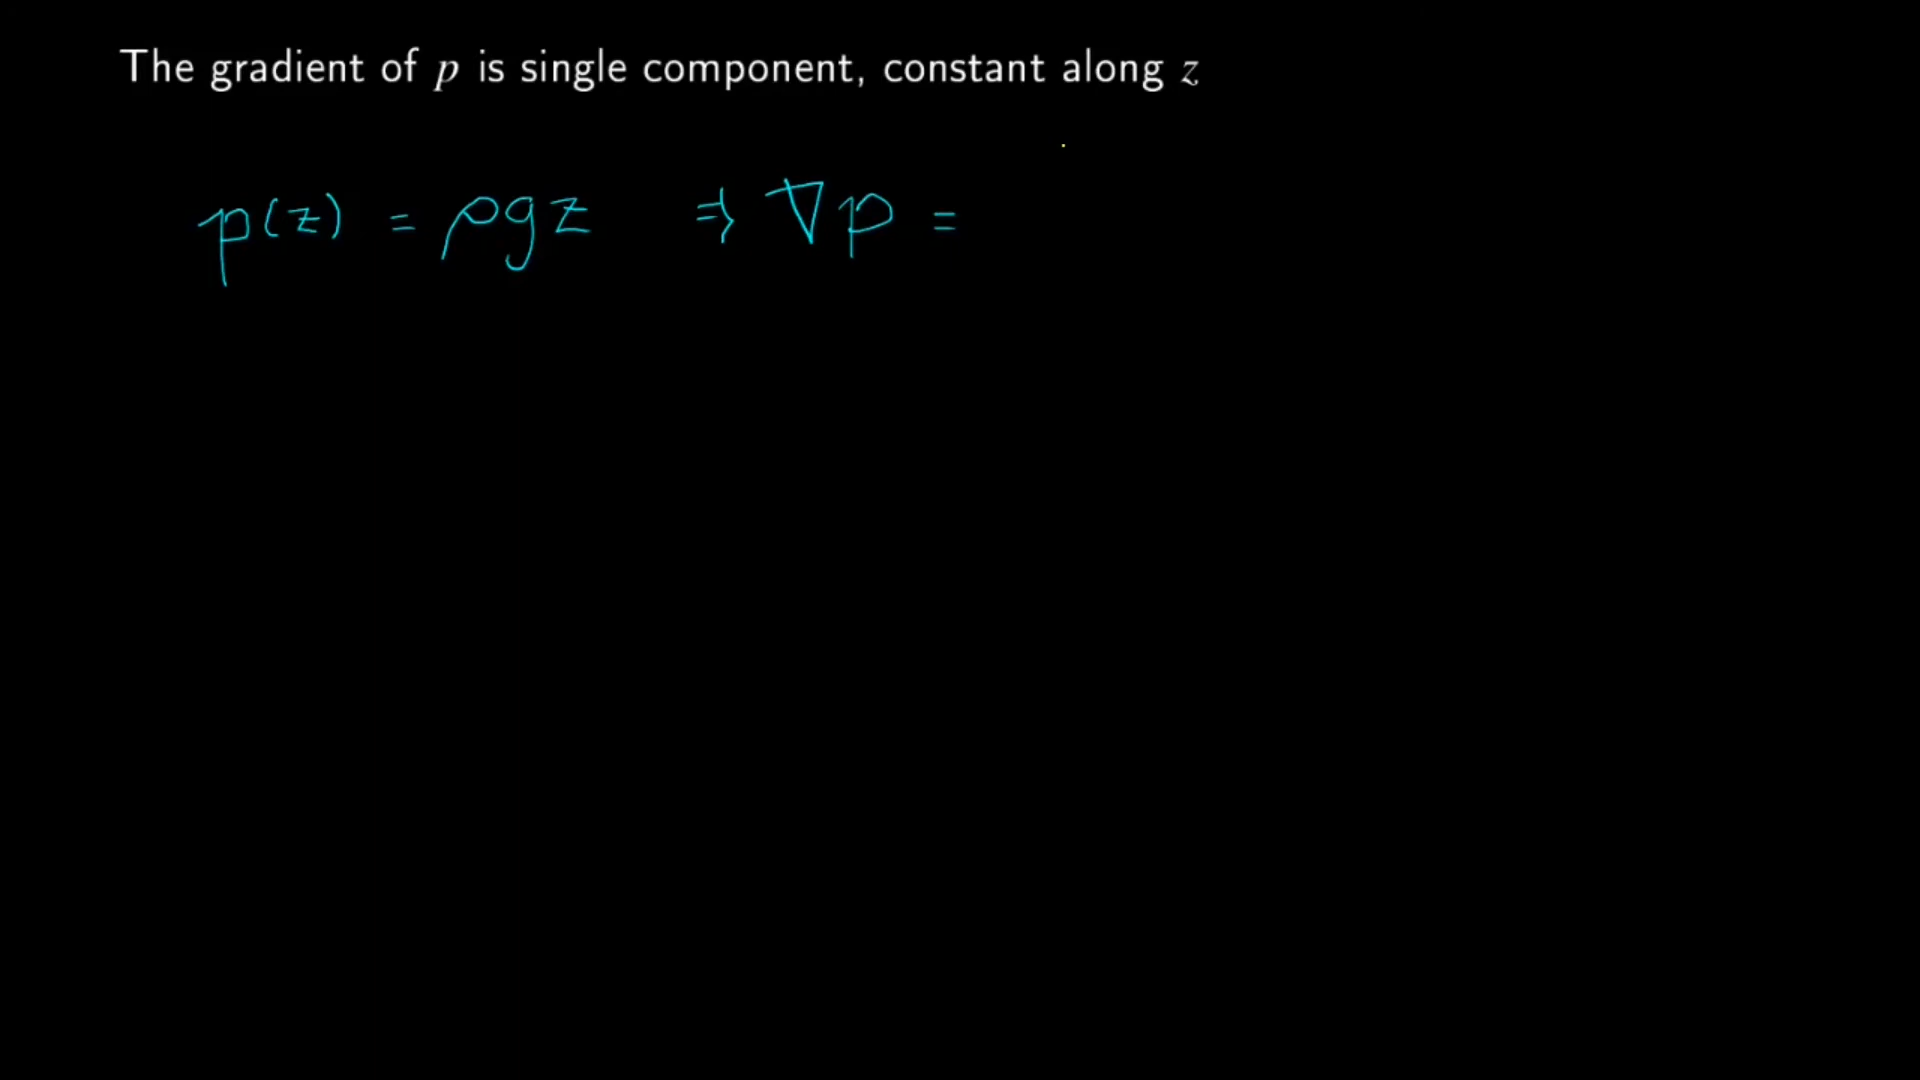 The gradient of p is single component, constant along z
p(z) = ρgz ⇒ ∇p =